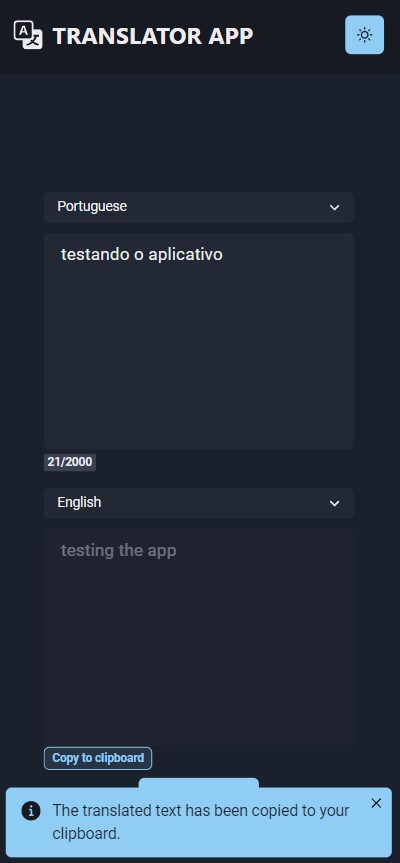 TRANSLATOR APP
Portuguese
testando o aplicativo
21/2000
English
testing the app
Copy to clipboard
The translated text has been copied to your
clipboard.